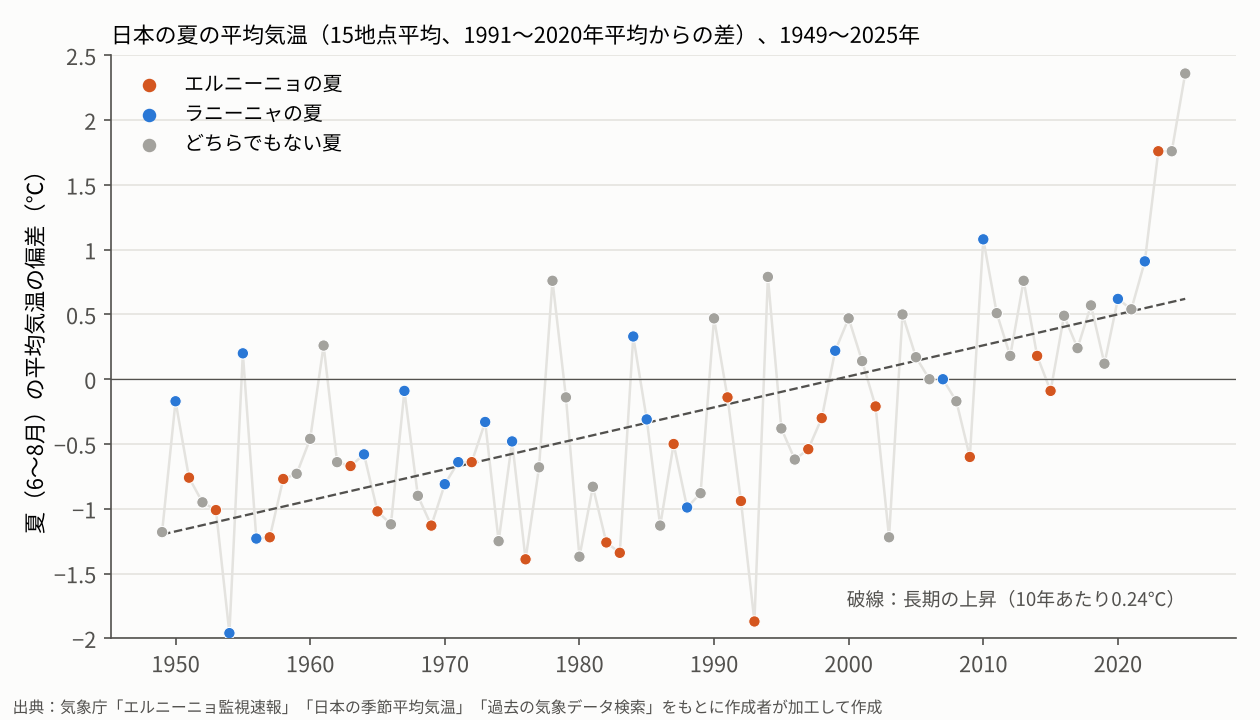 日本の夏の平均気温（15地点平均、1991～2020年平均からの差）、1949～2025年
エルニーニョの夏
ラニーニャの夏
どちらでもない夏
夏（6～8月）の平均気温の偏差（℃）
2.5
2
1.5
1
0.5
0
−0.5
−1
−1.5
−2
破線：長期の上昇（10年あたり0.24℃）
1950 1960 1970 1980 1990 2000 2010 2020
出典：気象庁「エルニーニョ監視速報」「日本の季節平均気温」「過去の気象データ検索」をもとに作成者が加工して作成